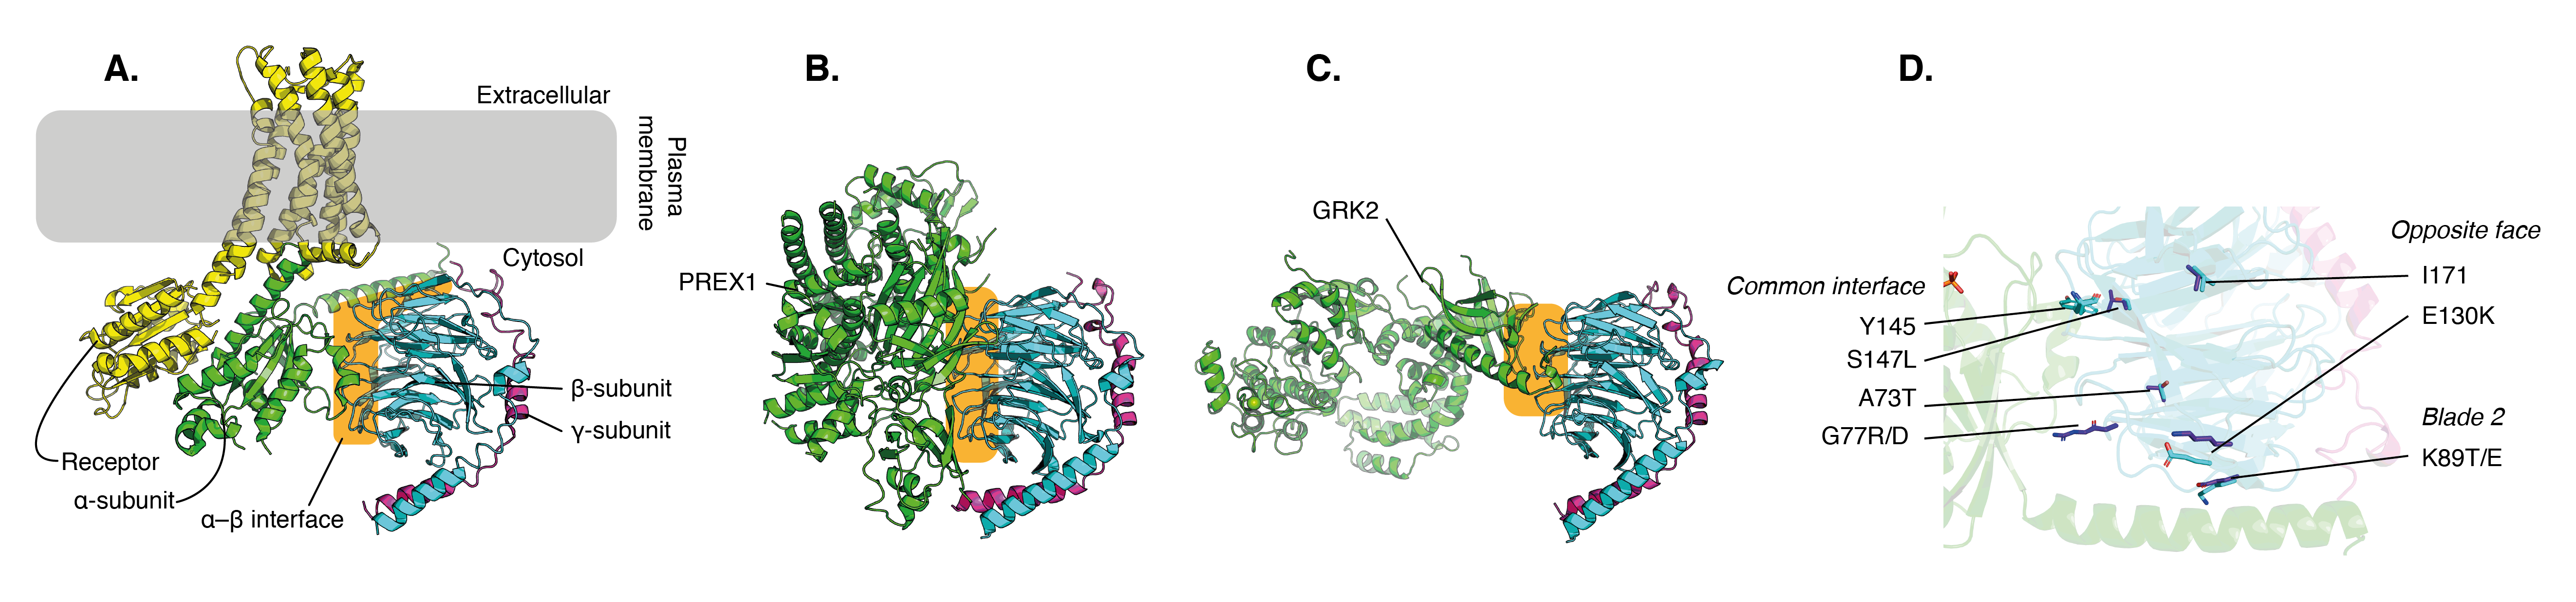 A.
Extracellular
Plasma
membrane
Cytosol
β-subunit
γ-subunit
Receptor
α-subunit
α–β interface
B.
PREX1
C.
GRK2
D.
Common interface
Y145
S147L
A73T
G77R/D
Opposite face
I171
E130K
Blade 2
K89T/E